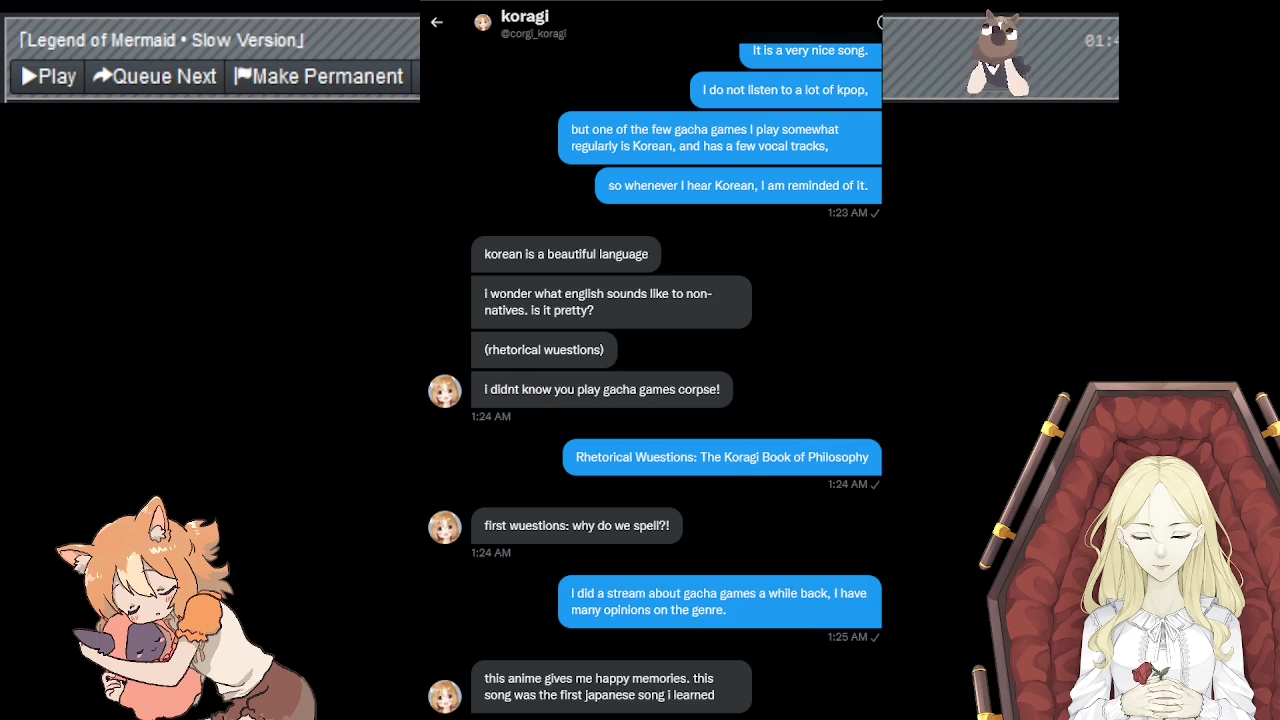 「Legend of Mermaid • Slow Version」
▶Play
Queue Next
Make Permanent
koragi
@corgi_koragi
01:4
It is a very nice song.
I do not listen to a lot of kpop,
but one of the few gacha games I play somewhat
regularly is Korean, and has a few vocal tracks,
so whenever I hear Korean, I am reminded of it.
1:23 AM ✓
korean is a beautiful language
i wonder what english sounds like to non-
natives. is it pretty?
(rhetorical wuestions)
i didnt know you play gacha games corpse!
1:24 AM
Rhetorical Wuestions: The Koragi Book of Philosophy
1:24 AM ✓
first wuestions: why do we spell?!
1:24 AM
I did a stream about gacha games a while back, I have
many opinions on the genre.
1:25 AM ✓
this anime gives me happy memories. this
song was the first japanese song i learned